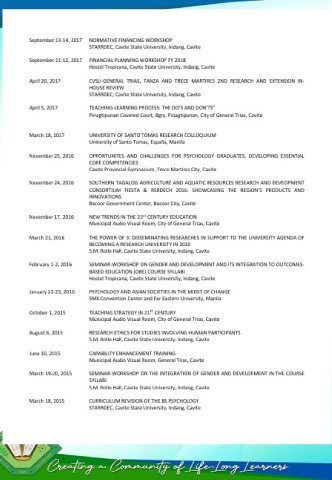 September 13-14, 2017 NORMATIVE FINANCING WORKSHOP
STARRDEC, Cavite State University, Indang, Cavite
September 11-12, 2017 FINANCIAL PLANNING WORKSHOP FY 2018
Hostel Tropicana, Cavite State University, Indang, Cavite
April 20, 2017 CVSU-GENERAL TRIAS, TANZA AND TRECE MARTIRES 2ND RESEARCH AND EXTENSION IN-
HOUSE REVIEW
STARRDEC, Cavite State University, Indang, Cavite
April 5, 2017 TEACHING-LEARNING PROCESS: THE DO'S AND DON'TS"
Pinagtipunan Covered Court, Bgry. Pinagtipunan, City of General Trias, Cavite
March 18, 2017 UNIVERSITY OF SANTO TOMAS RESEARCH COLLOQUIUM
University of Santo Tomas, España, Manila
November 25, 2016 OPPORTUNITES AND CHALLENGES FOR PSYCHOLOGY GRADUATES: DEVELOPING ESSENTIAL
CORE COMPETENCIES
Cavite Provincial Gymnasium, Trece Martires City, Cavite
November 24, 2016 SOUTHERN TAGALOG AGRICULTURE AND AQUATIC RESOURCES RESEARCH AND DEVEOPMENT
CONSORTIUM FIESTA & RSRDECH 2016: SHOWCASING THE REGION'S PRODUCTS AND
INNOVATIONS
Bacoor Government Center, Bacoor City, Cavite
November 17, 2016 NEW TRENDS IN THE 21ST CENTURY EDUCATION
Municipal Audio Visual Room, City of General Trias, Cavite
March 21, 2016 THE POWER OF 3: DISSEMINATING RESEARCHES IN SUPPORT TO THE UNIVERSITY AGENDA OF
BECOMING A RESEARCH UNIVERSITY IN 2020
S.M. Rolle Hall, Cavite State University, Indang, Cavite
February 1-2, 2016 SEMINAR-WORKSHOP ON GENDER AND DEVELOPMENT AND ITS INTEGRATION TO OUTCOMES-
BASED EDUCATION (OBE) COURSE SYLLABI
Hostel Tropicana, Cavite State University, Indang, Cavite
January 22-23, 2016 PSYCHOLOGY AND ASIAN SOCIETIES IN THE MIDST OF CHANGE
SMX Convention Center and Far Eastern University, Manila
October 1, 2015 TEACHING STRATEGY IN 21ST CENTURY
Municipal Audio Visual Room, City of General Trias, Cavite
August 6, 2015 RESEARCH ETHICS FOR STUDIES INVOLVING HUMAN PARTICIPANTS
S.M. Rolle Hall, Cavite State University, Indang, Cavite
June 10, 2015 CAPABILITY ENHANCEMENT TRAINING
Municipal Audio Visual Room, General Trias, Cavite
March 19-20, 2015 SEMINAR-WORKSHOP ON THE INTEGRATION OF GENDER AND DEVELOPMENT IN THE COURSE
SYLLABI
S.M. Rolle Hall, Cavite State University, Indang, Cavite
March 18, 2015 CURRICULUM REVISION OF THE BS PSYCHOLOGY
STARRDEC, Cavite State University, Indang, Cavite
Creating a Community of Life-Long Learners